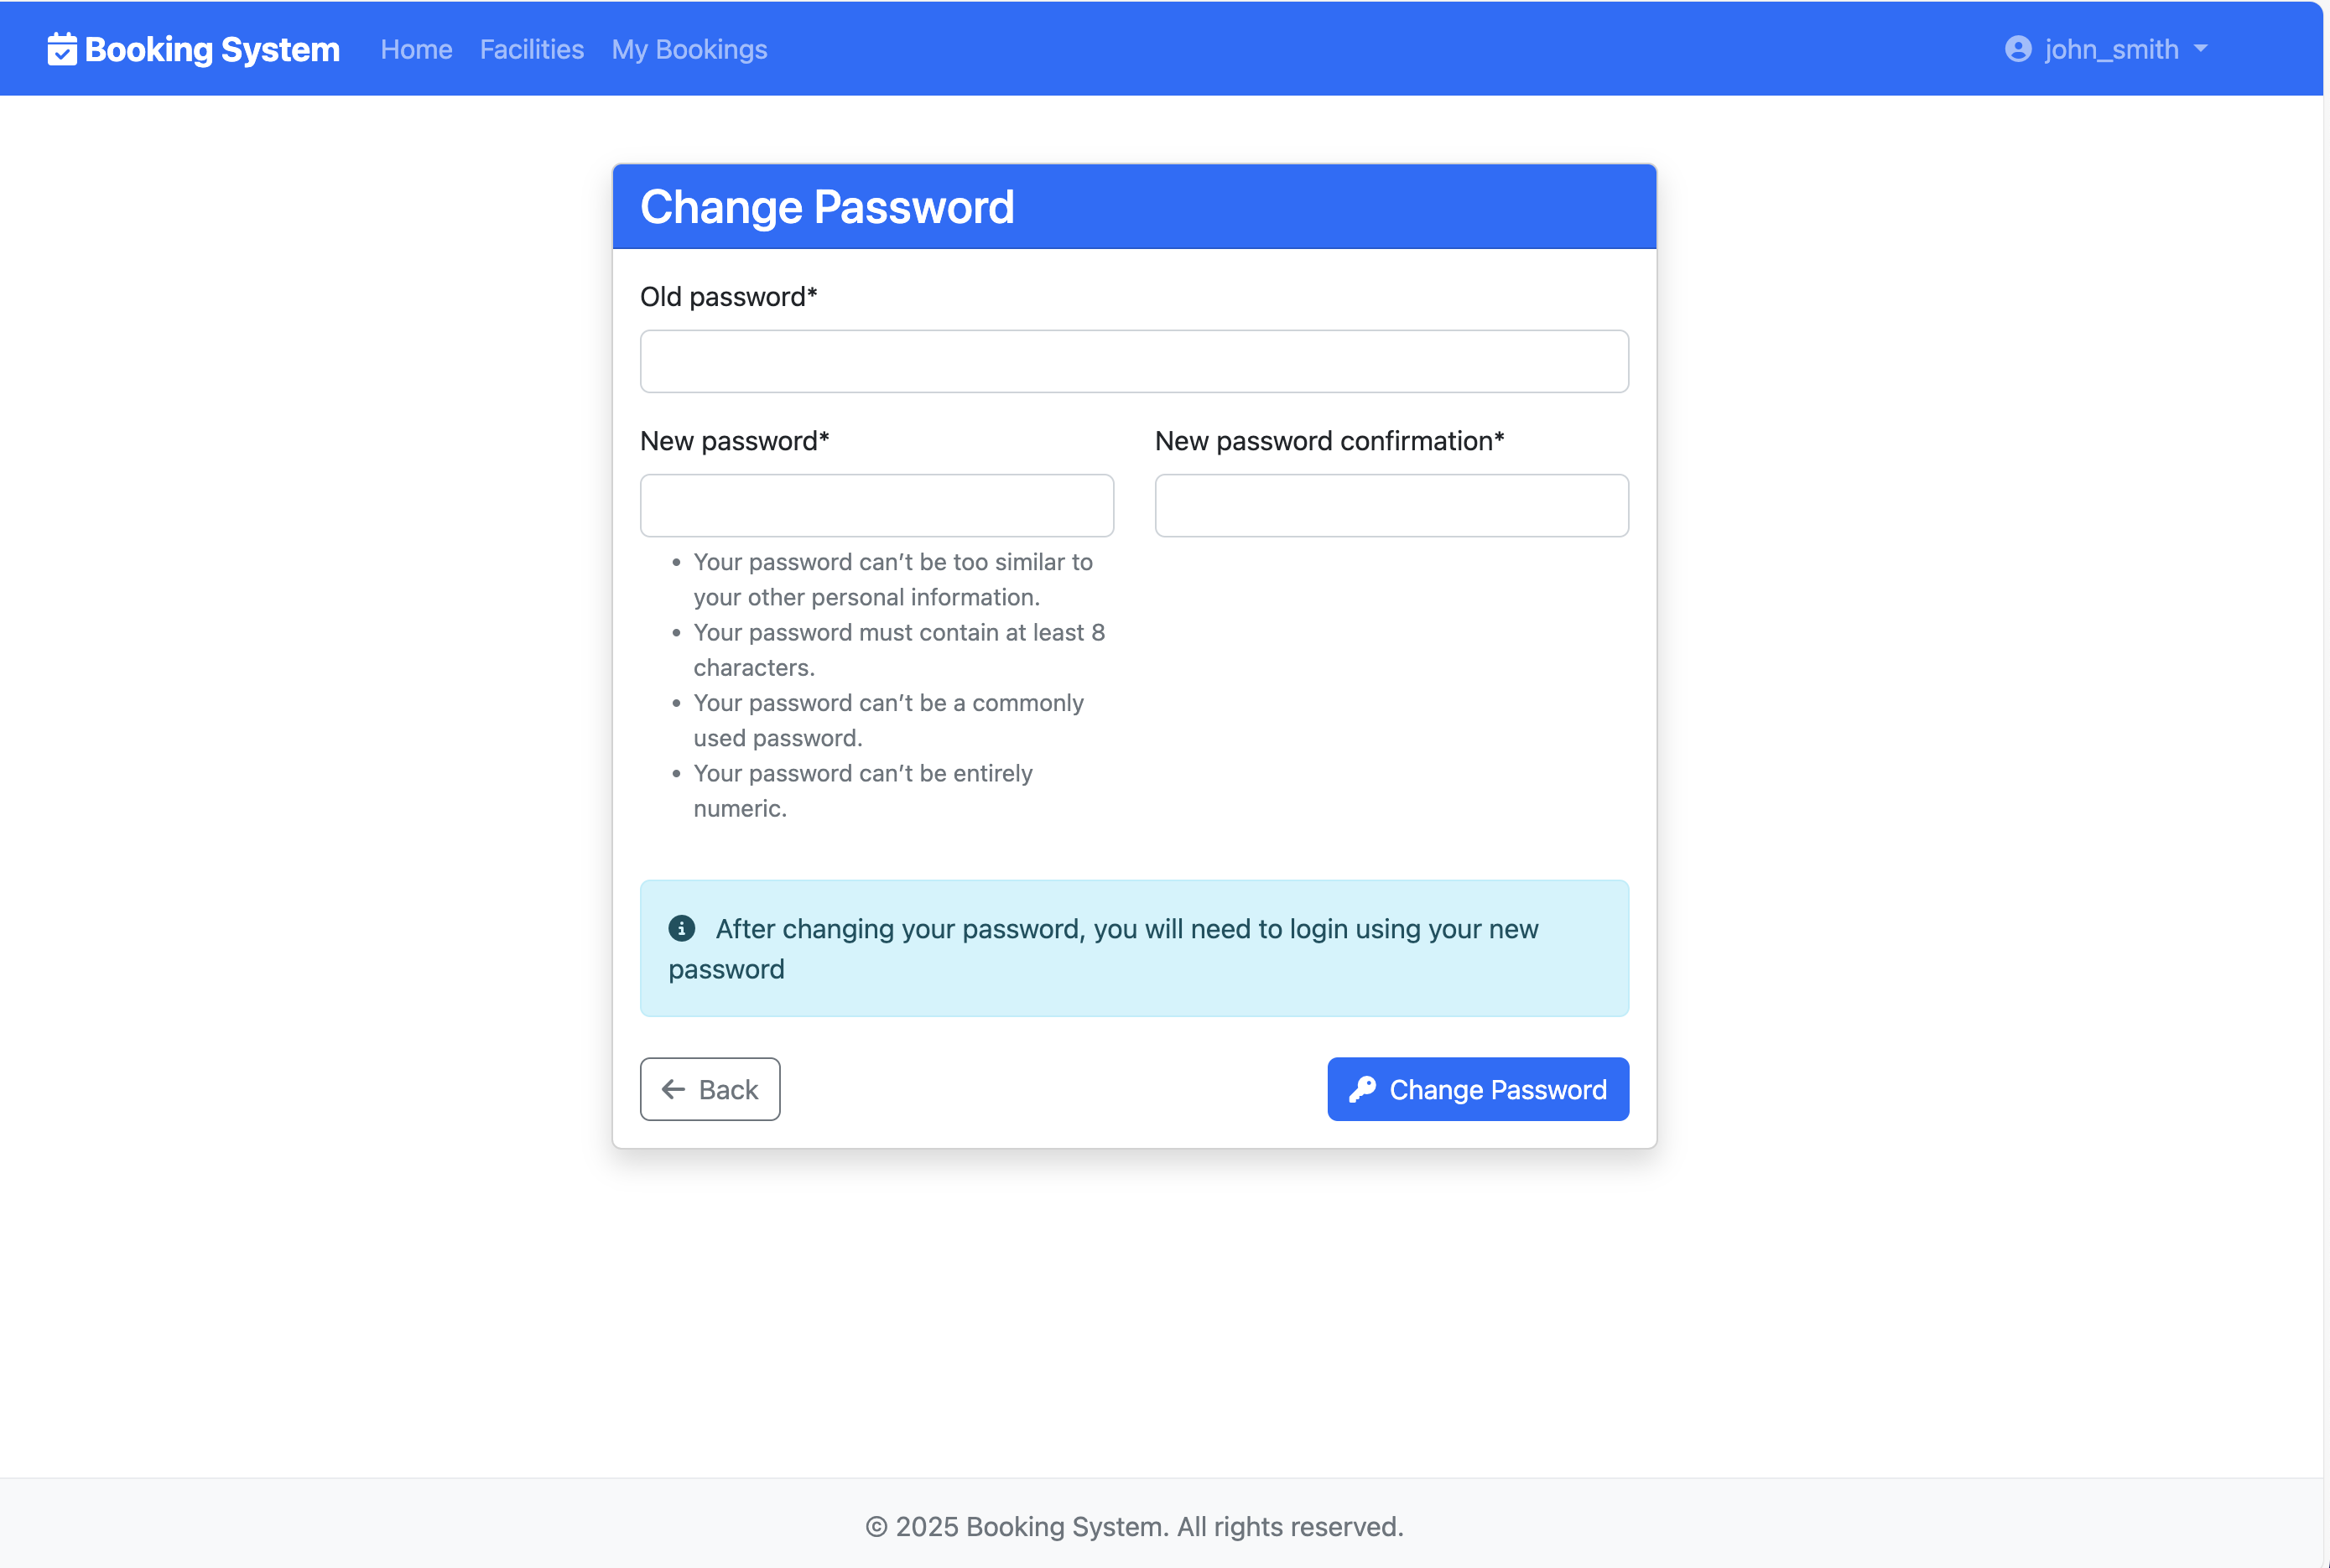 Booking System Home Facilities My Bookings john_smith
Change Password
Old password*
New password*
New password confirmation*
• Your password can’t be too similar to
your other personal information.
• Your password must contain at least 8
characters.
• Your password can’t be a commonly
used password.
• Your password can’t be entirely
numeric.
After changing your password, you will need to login using your new
password
Back
Change Password
© 2025 Booking System. All rights reserved.